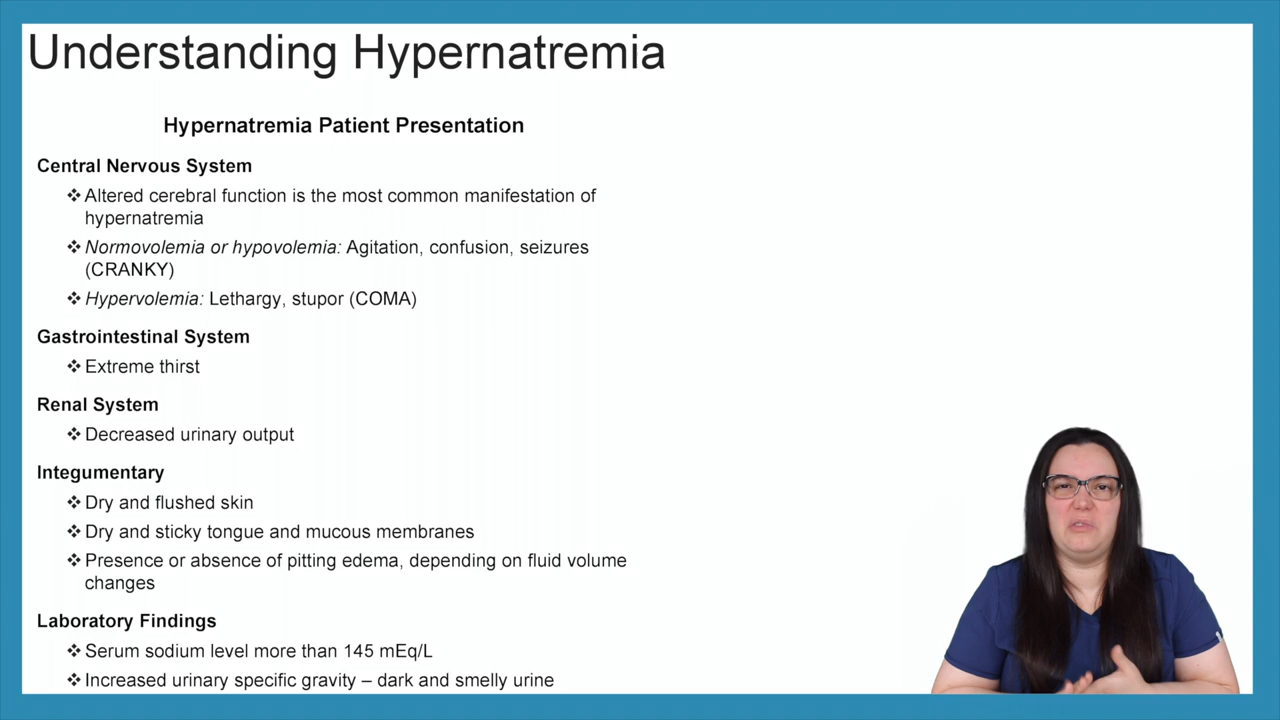 Understanding Hypernatremia
Hypernatremia Patient Presentation
Central Nervous System
❖ Altered cerebral function is the most common manifestation of
hypernatremia
❖ Normovolemia or hypovolemia: Agitation, confusion, seizures
(CRANKY)
❖ Hypervolemia: Lethargy, stupor (COMA)
Gastrointestinal System
❖ Extreme thirst
Renal System
❖ Decreased urinary output
Integumentary
❖ Dry and flushed skin
❖ Dry and sticky tongue and mucous membranes
❖ Presence or absence of pitting edema, depending on fluid volume
changes
Laboratory Findings
❖ Serum sodium level more than 145 mEq/L
❖ Increased urinary specific gravity – dark and smelly urine